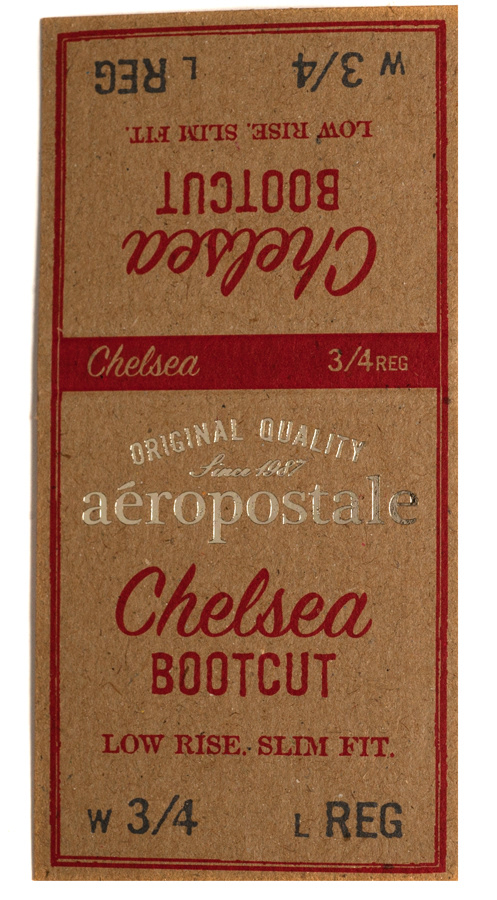 W 3/4 L REG
LOW RISE. SLIM FIT.
BOOTCUT
Chelsea
Chelsea 3/4 REG
ORIGINAL QUALITY
Since 1987
aéropostale
Chelsea
BOOTCUT
LOW RISE. SLIM FIT.
W 3/4 L REG